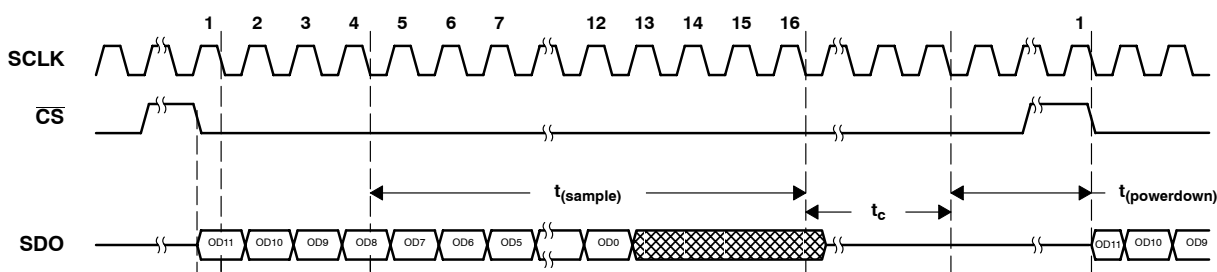 1 2 3 4 5 6 7 12 13 14 15 16 1
SCLK
CS
t(sample)
t(powerdown)
tc
SDO
OD11 OD10 OD9 OD8 OD7 OD6 OD5 OD0 OD11 OD10 OD9